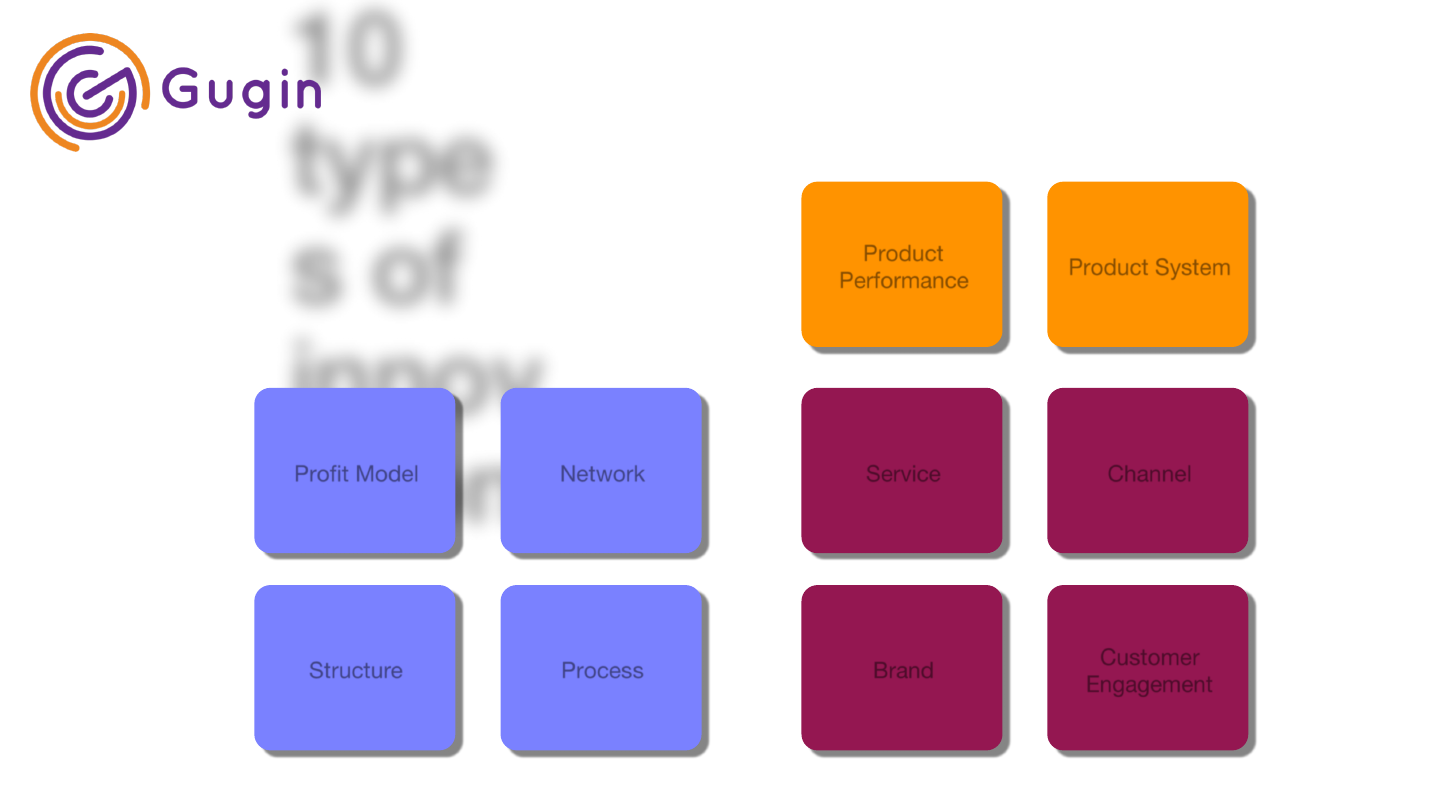 Gugin
10
type
s of
innov
Product
Performance
Product System
Profit Model
Network
Service
Channel
Structure
Process
Brand
Customer
Engagement